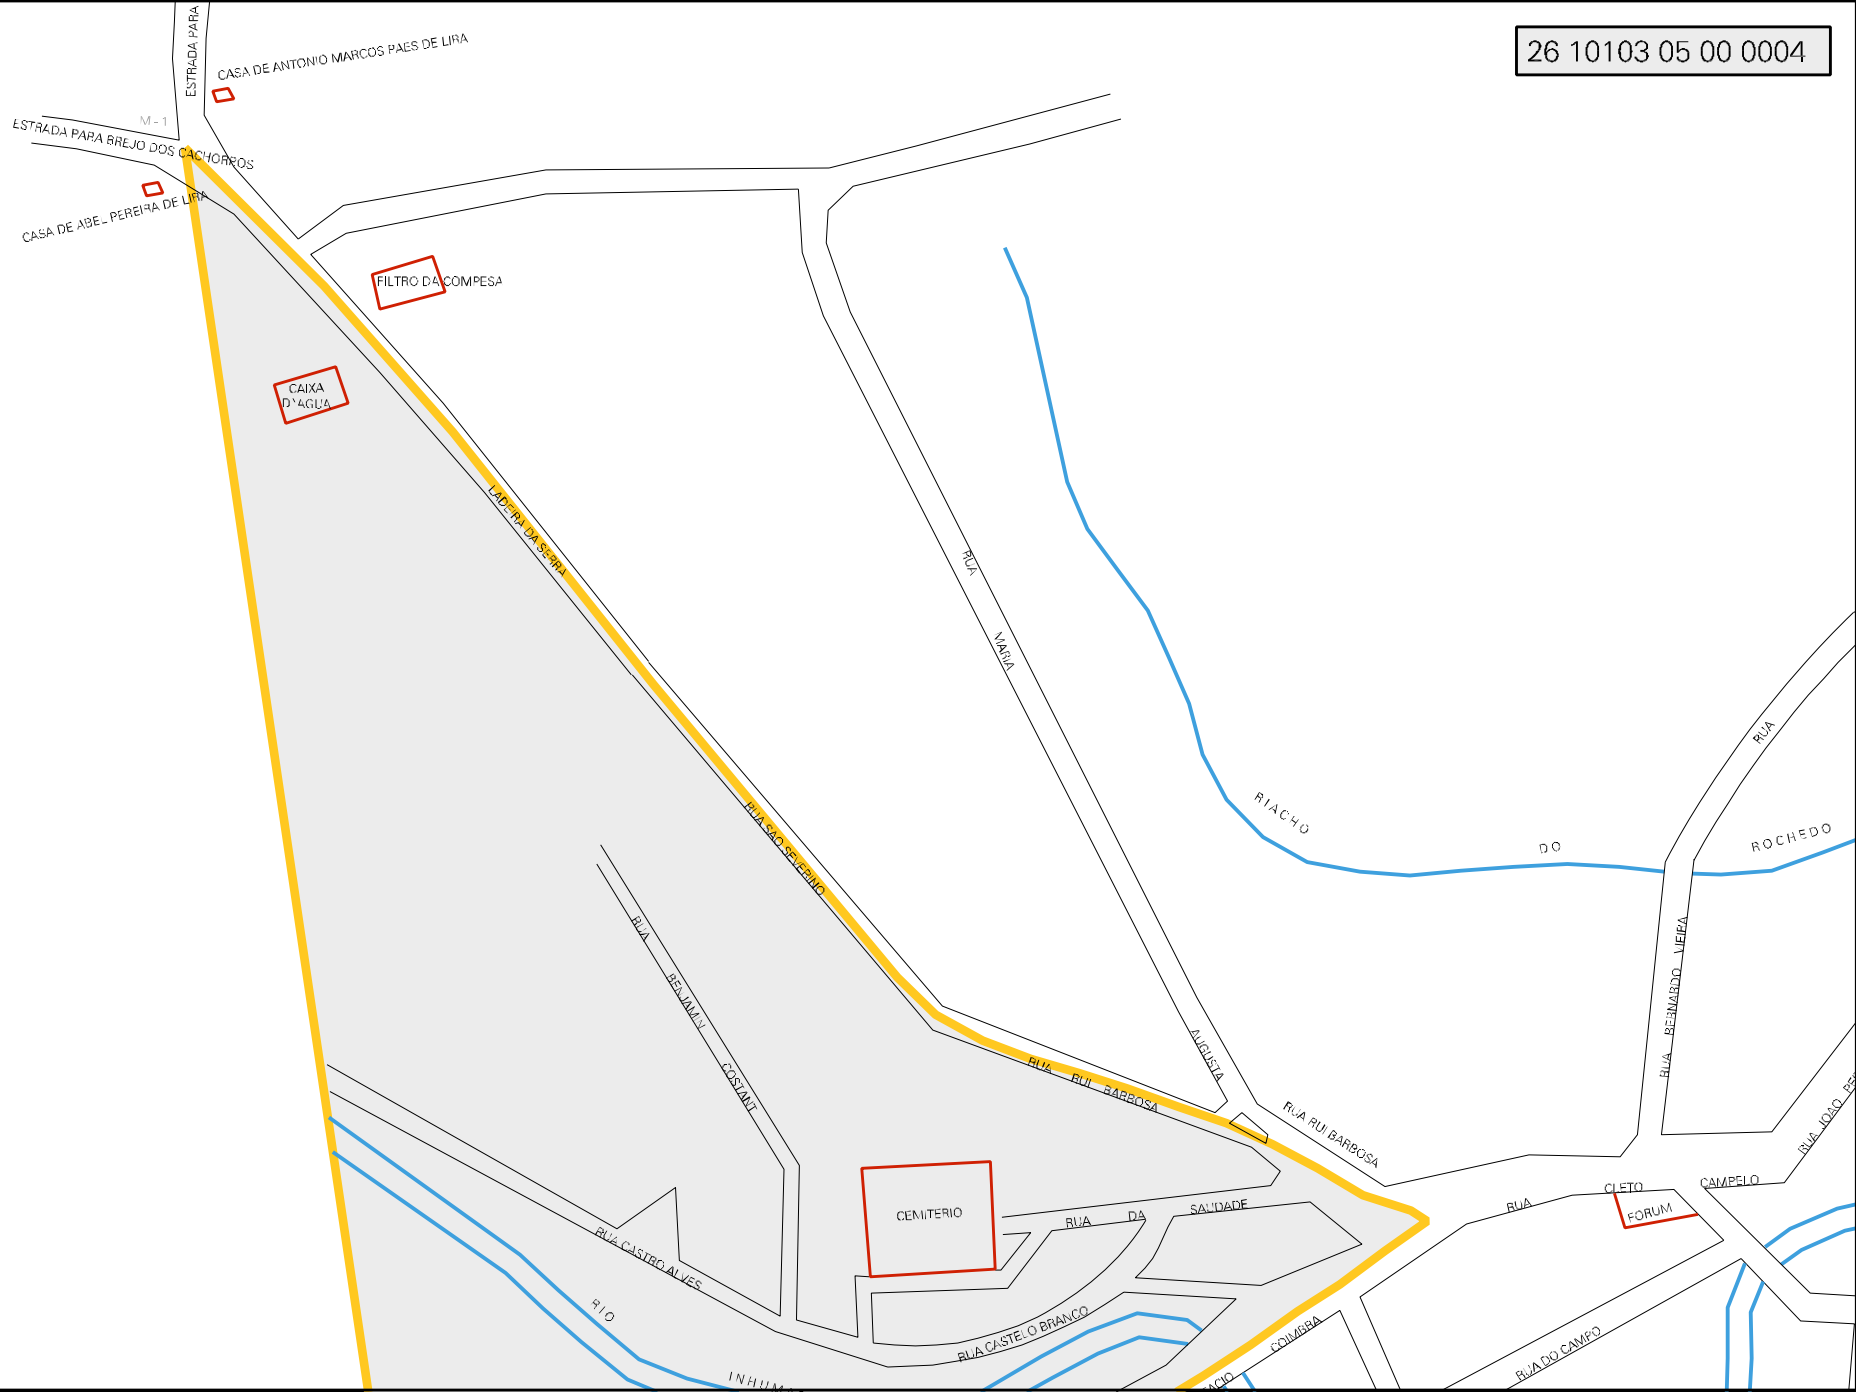 ESTRADA PARA
CASA DE ANTONIO MARCOS PAES DE LIRA
26 10103 05 00 0004
M-1
ESTRADA PARA BREJO DOS CACHORROS
CASA DE ABEL PEREIRA DE LIRA
FILTRO DA COMPESA
CAIXA
D'AGUA
LADEIRA DA SERRA
RUA MARIA AUGUSTA
RUA
RIACHO DO ROCHEDO
RUA SAO SEVERINO
RUA BENJAMIN COSTANT
RUA BERNARDO VIEIRA
RUA RUI BARBOSA
RUA RUI BARBOSA
RUA JOAO
RUA CLETO CAMPELO
FORUM
CEMITERIO
RUA DA SAUDADE
RUA CASTRO ALVES
RIO
INHUM
RUA CASTELO BRANCO
COIMBRA
RUA DO CAMPO